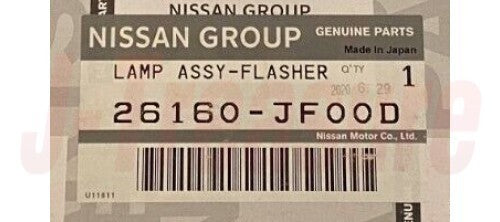 NISSAN GROUP
NISSAN GROUP GENUINE PARTS
Made In Japan
LAMP ASSY-FLASHER Q'TY 1
2020 6. 29
26160-JF00D
Nissan Motor Co., Ltd.
U11811